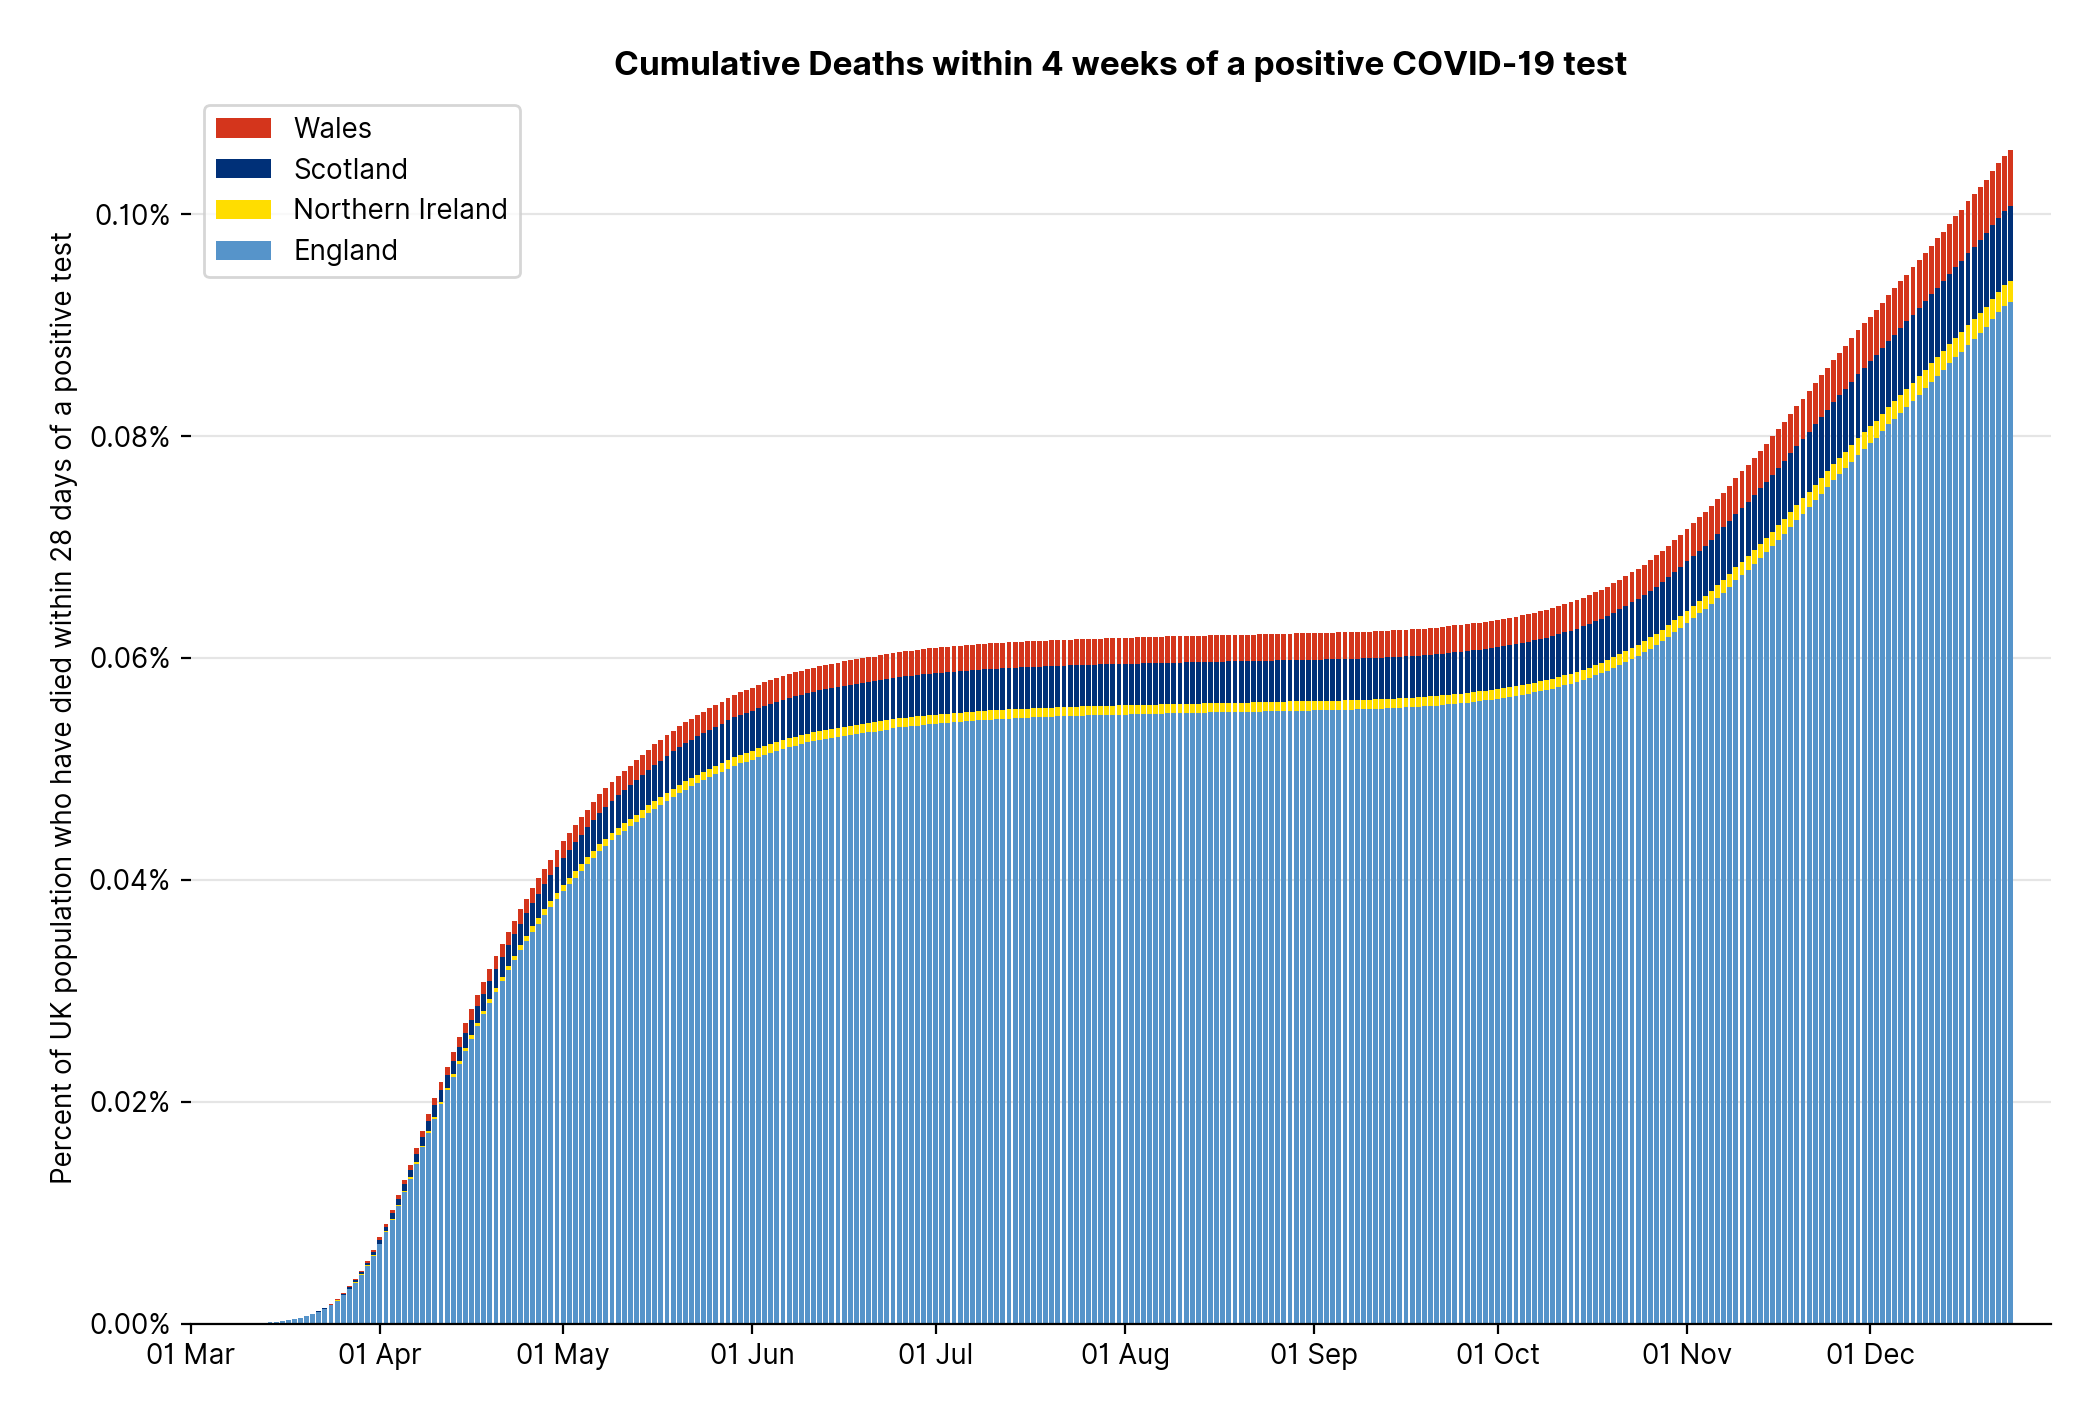 Cumulative Deaths within 4 weeks of a positive COVID-19 test
Wales
Scotland
Northern Ireland
England
Percent of UK population who have died within 28 days of a positive test
0.10%
0.08%
0.06%
0.04%
0.02%
0.00%
01 Mar
01 Apr
01 May
01 Jun
01 Jul
01 Aug
01 Sep
01 Oct
01 Nov
01 Dec